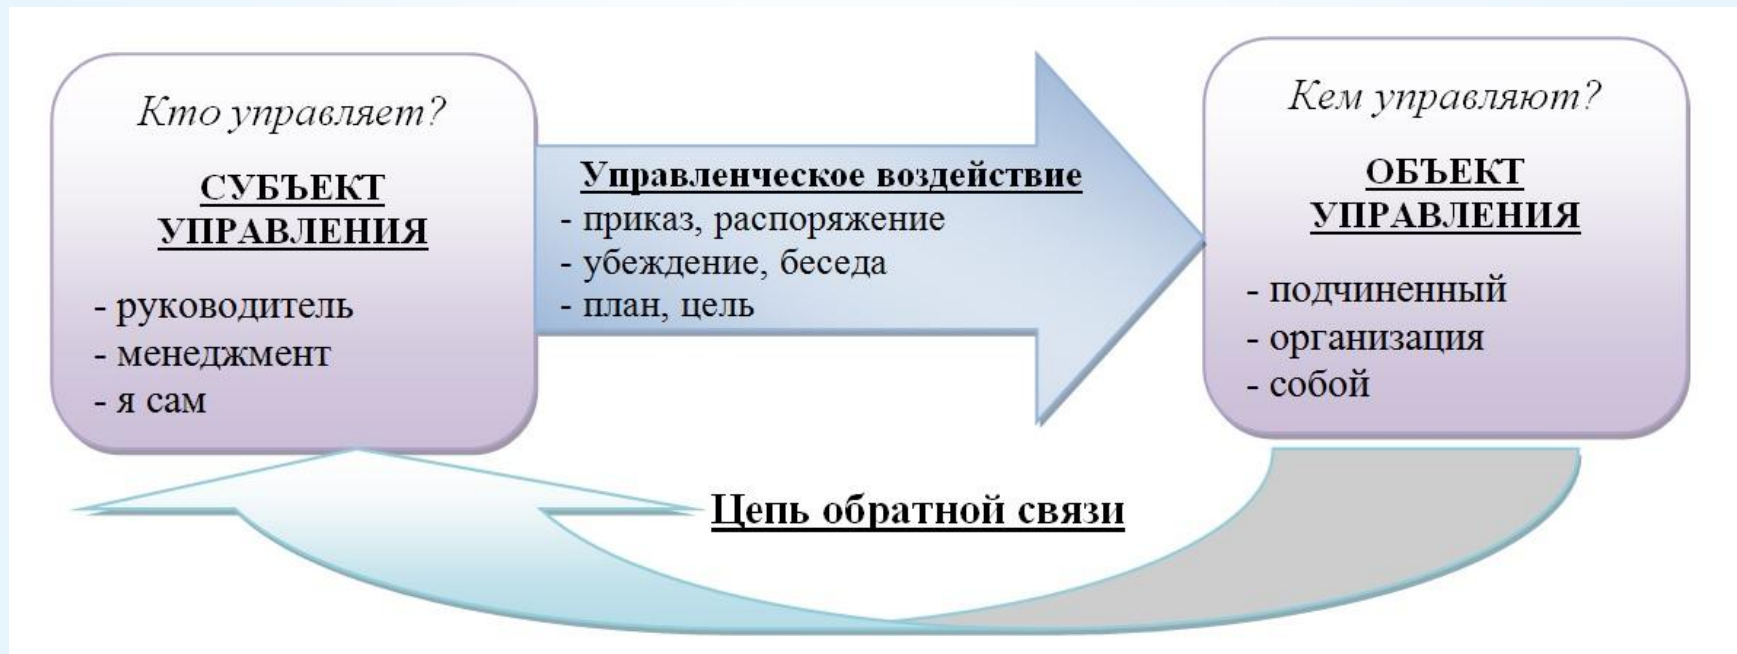 Кто управляет?
СУБЪЕКТ
УПРАВЛЕНИЯ
- руководитель
- менеджмент
- я сам
Управленческое воздействие
- приказ, распоряжение
- убеждение, беседа
- план, цель
Кем управляют?
ОБЪЕКТ
УПРАВЛЕНИЯ
- подчиненный
- организация
- собой
Цепь обратной связи